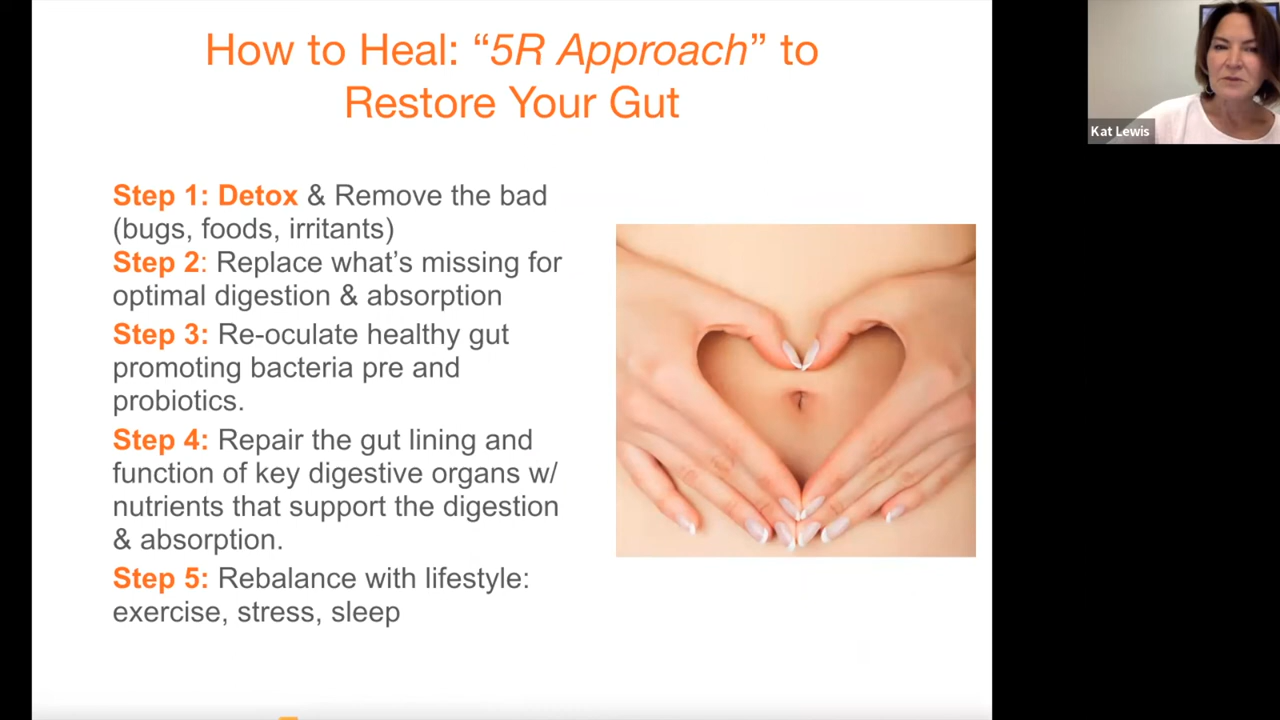 How to Heal: “5R Approach” to
Restore Your Gut
Kat Lewis
Step 1: Detox & Remove the bad
(bugs, foods, irritants)
Step 2: Replace what’s missing for
optimal digestion & absorption
Step 3: Re-oculate healthy gut
promoting bacteria pre and
probiotics.
Step 4: Repair the gut lining and
function of key digestive organs w/
nutrients that support the digestion
& absorption.
Step 5: Rebalance with lifestyle:
exercise, stress, sleep